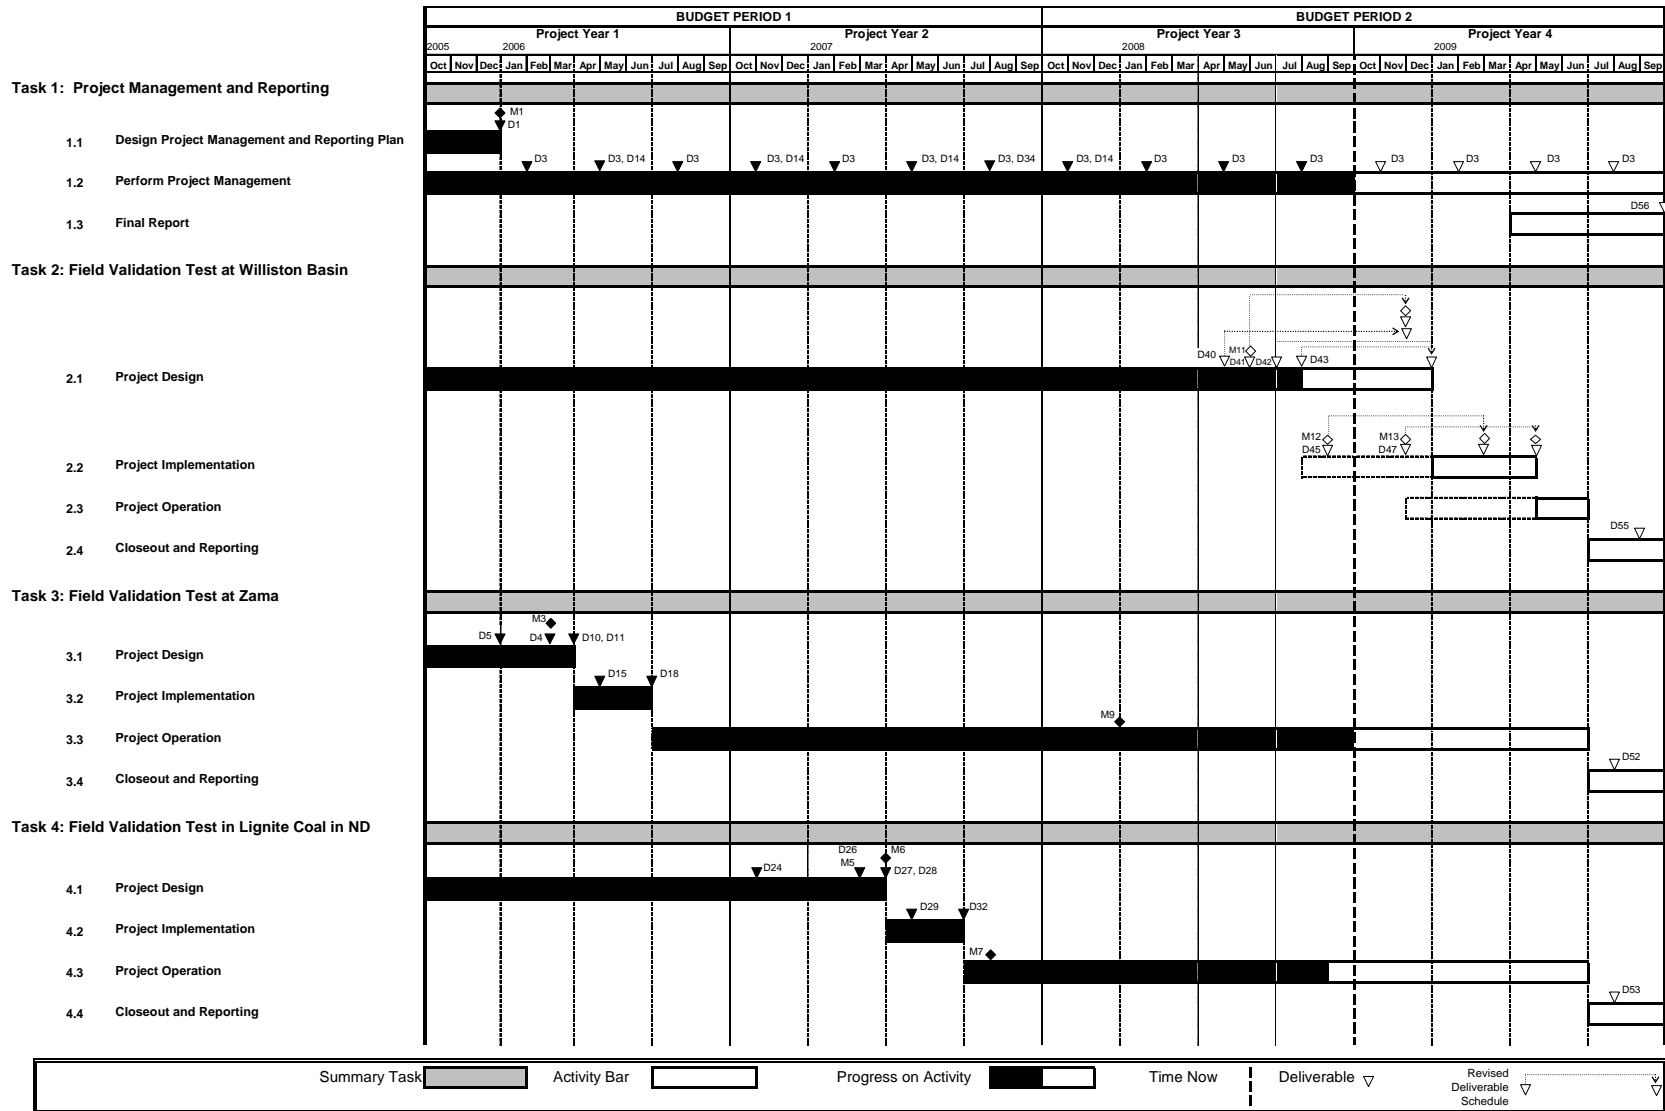 BUDGET PERIOD 1 BUDGET PERIOD 2
Project Year 1 Project Year 2 Project Year 3 Project Year 4
2005 2006 2007 2008 2009
Oct Nov Dec Jan Feb Mar Apr May Jun Jul Aug Sep Oct Nov Dec Jan Feb Mar Apr May Jun Jul Aug Sep Oct Nov Dec Jan Feb Mar Apr May Jun Jul Aug Sep Oct Nov Dec Jan Feb Mar Apr May Jun Jul Aug Sep
Task 1: Project Management and Reporting
M1
D1
1.1 Design Project Management and Reporting Plan
D3 D3, D14 D3 D3, D14 D3 D3, D14 D3, D34 D3, D14 D3 D3 D3 D3 D3 D3 D3
1.2 Perform Project Management
D56
1.3 Final Report
Task 2: Field Validation Test at Williston Basin
D40 M11 D41 D42 D43
2.1 Project Design
M12 M13
D45 D47
2.2 Project Implementation
2.3 Project Operation
D55
2.4 Closeout and Reporting
Task 3: Field Validation Test at Zama
M3
D5 D4 D10, D11
3.1 Project Design
D15 D18
3.2 Project Implementation
M9
3.3 Project Operation
D52
3.4 Closeout and Reporting
Task 4: Field Validation Test in Lignite Coal in ND
D26 M6
D24 M5 D27, D28
4.1 Project Design
D29 D32
4.2 Project Implementation
M7
4.3 Project Operation
D53
4.4 Closeout and Reporting
Summary Task Activity Bar Progress on Activity Time Now Deliverable Revised
Deliverable
Schedule